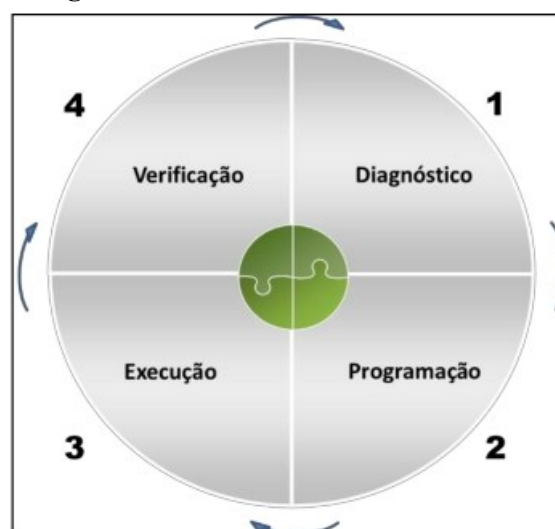 4
1
Verificação
Diagnóstico
Execução
Programação
3
2